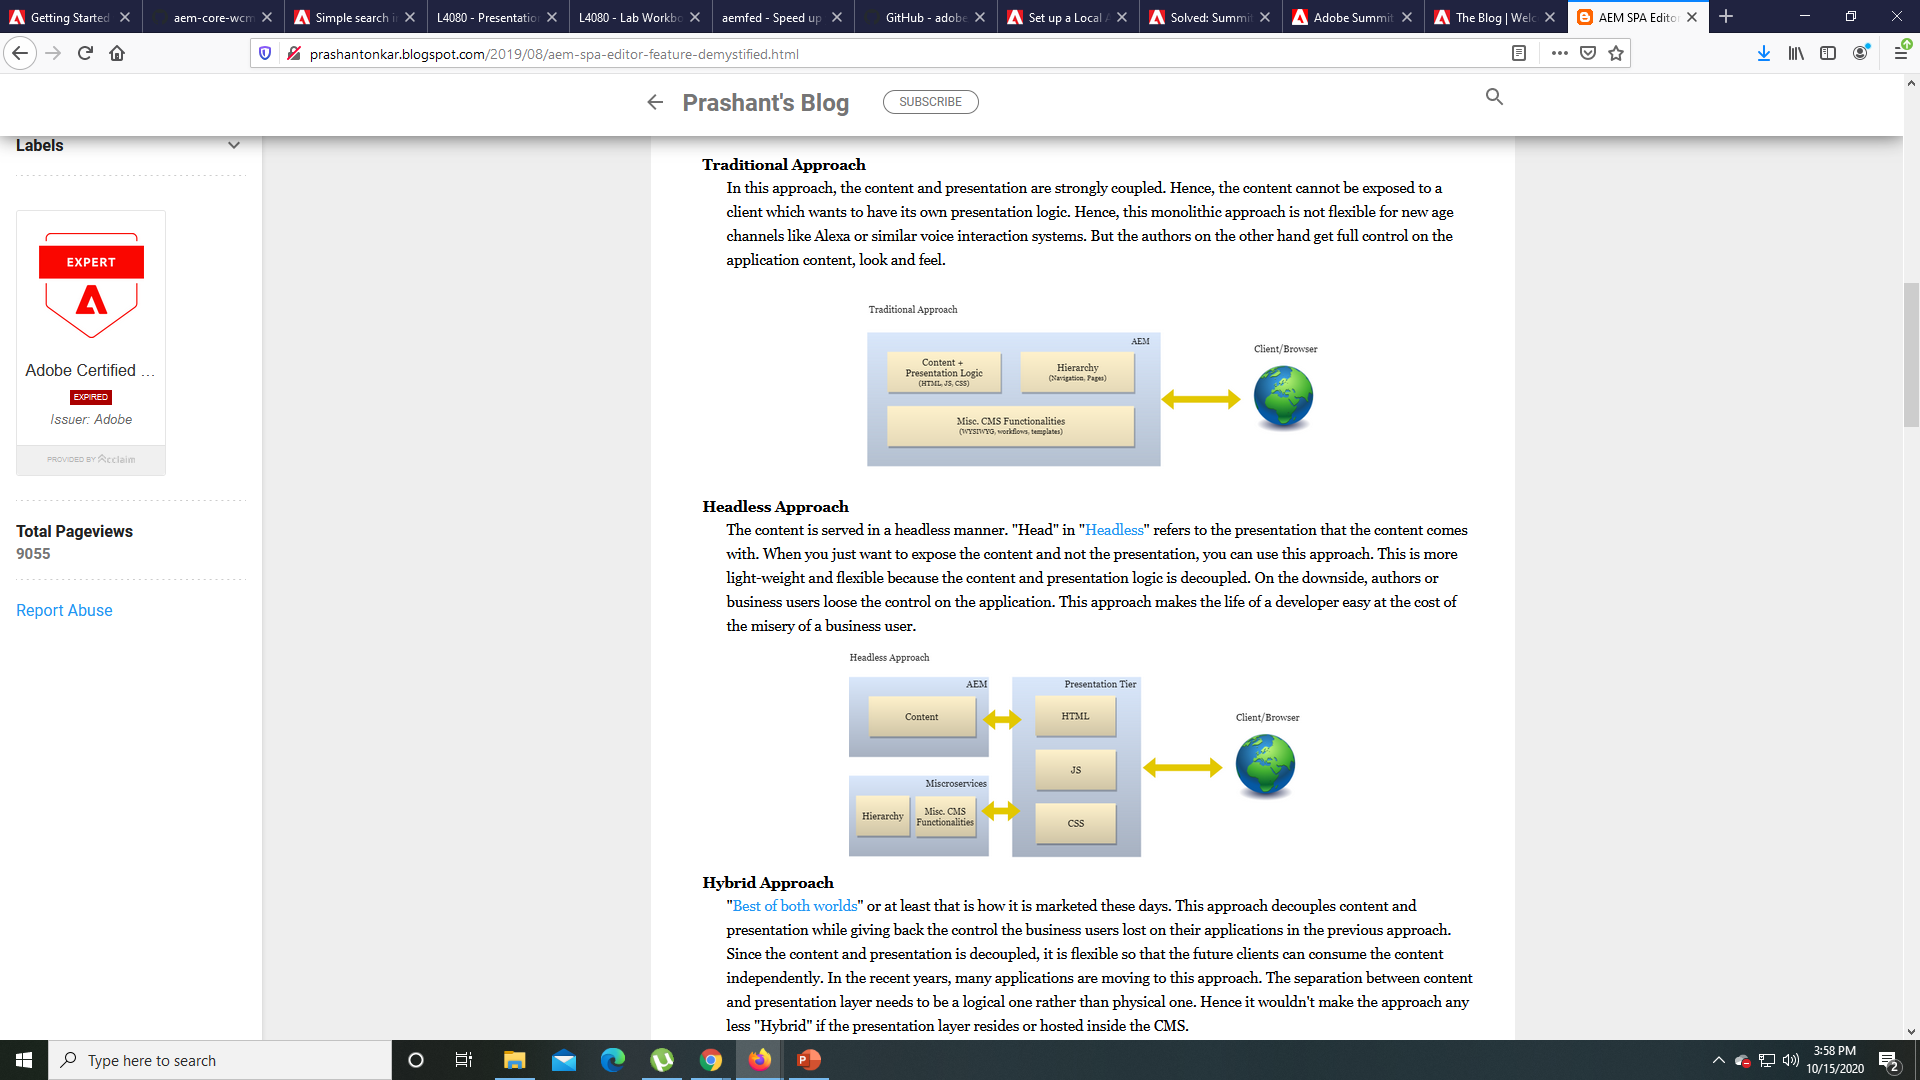 Getting Started
aem-core-wcm
Simple search i
L4080 - Presentation
L4080 - Lab Workbo
aemfed - Speed up
GitHub - adobe
Set up a Local A
Solved: Summit
Adobe Summit
The Blog | Welc
AEM SPA Editor
prashantonkar.blogspot.com/2019/08/aem-spa-editor-feature-demystified.html
Prashant's Blog
SUBSCRIBE
Labels
EXPERT
Adobe Certified ...
EXPIRED
Issuer: Adobe
PROVIDED BY Acclaim
Total Pageviews
9055
Report Abuse
Traditional Approach
In this approach, the content and presentation are strongly coupled. Hence, the content cannot be exposed to a
client which wants to have its own presentation logic. Hence, this monolithic approach is not flexible for new age
channels like Alexa or similar voice interaction systems. But the authors on the other hand get full control on the
application content, look and feel.
Traditional Approach
AEM
Content +
Presentation Logic
(HTML, JS, CSS)
Hierarchy
(Navigation, Pages)
Misc. CMS Functionalities
(WYSIWYG, workflows, templates)
Client/Browser
Headless Approach
The content is served in a headless manner. "Head" in "Headless" refers to the presentation that the content comes
with. When you just want to expose the content and not the presentation, you can use this approach. This is more
light-weight and flexible because the content and presentation logic is decoupled. On the downside, authors or
business users loose the control on the application. This approach makes the life of a developer easy at the cost of
the misery of a business user.
Headless Approach
AEM
Content
Miscroservices
Hierarchy
Misc. CMS
Functionalities
Presentation Tier
HTML
JS
CSS
Client/Browser
Hybrid Approach
"Best of both worlds" or at least that is how it is marketed these days. This approach decouples content and
presentation while giving back the control the business users lost on their applications in the previous approach.
Since the content and presentation is decoupled, it is flexible so that the future clients can consume the content
independently. In the recent years, many applications are moving to this approach. The separation between content
and presentation layer needs to be a logical one rather than physical one. Hence it wouldn't make the approach any
less "Hybrid" if the presentation layer resides or hosted inside the CMS.
Type here to search
3:58 PM
10/15/2020
2